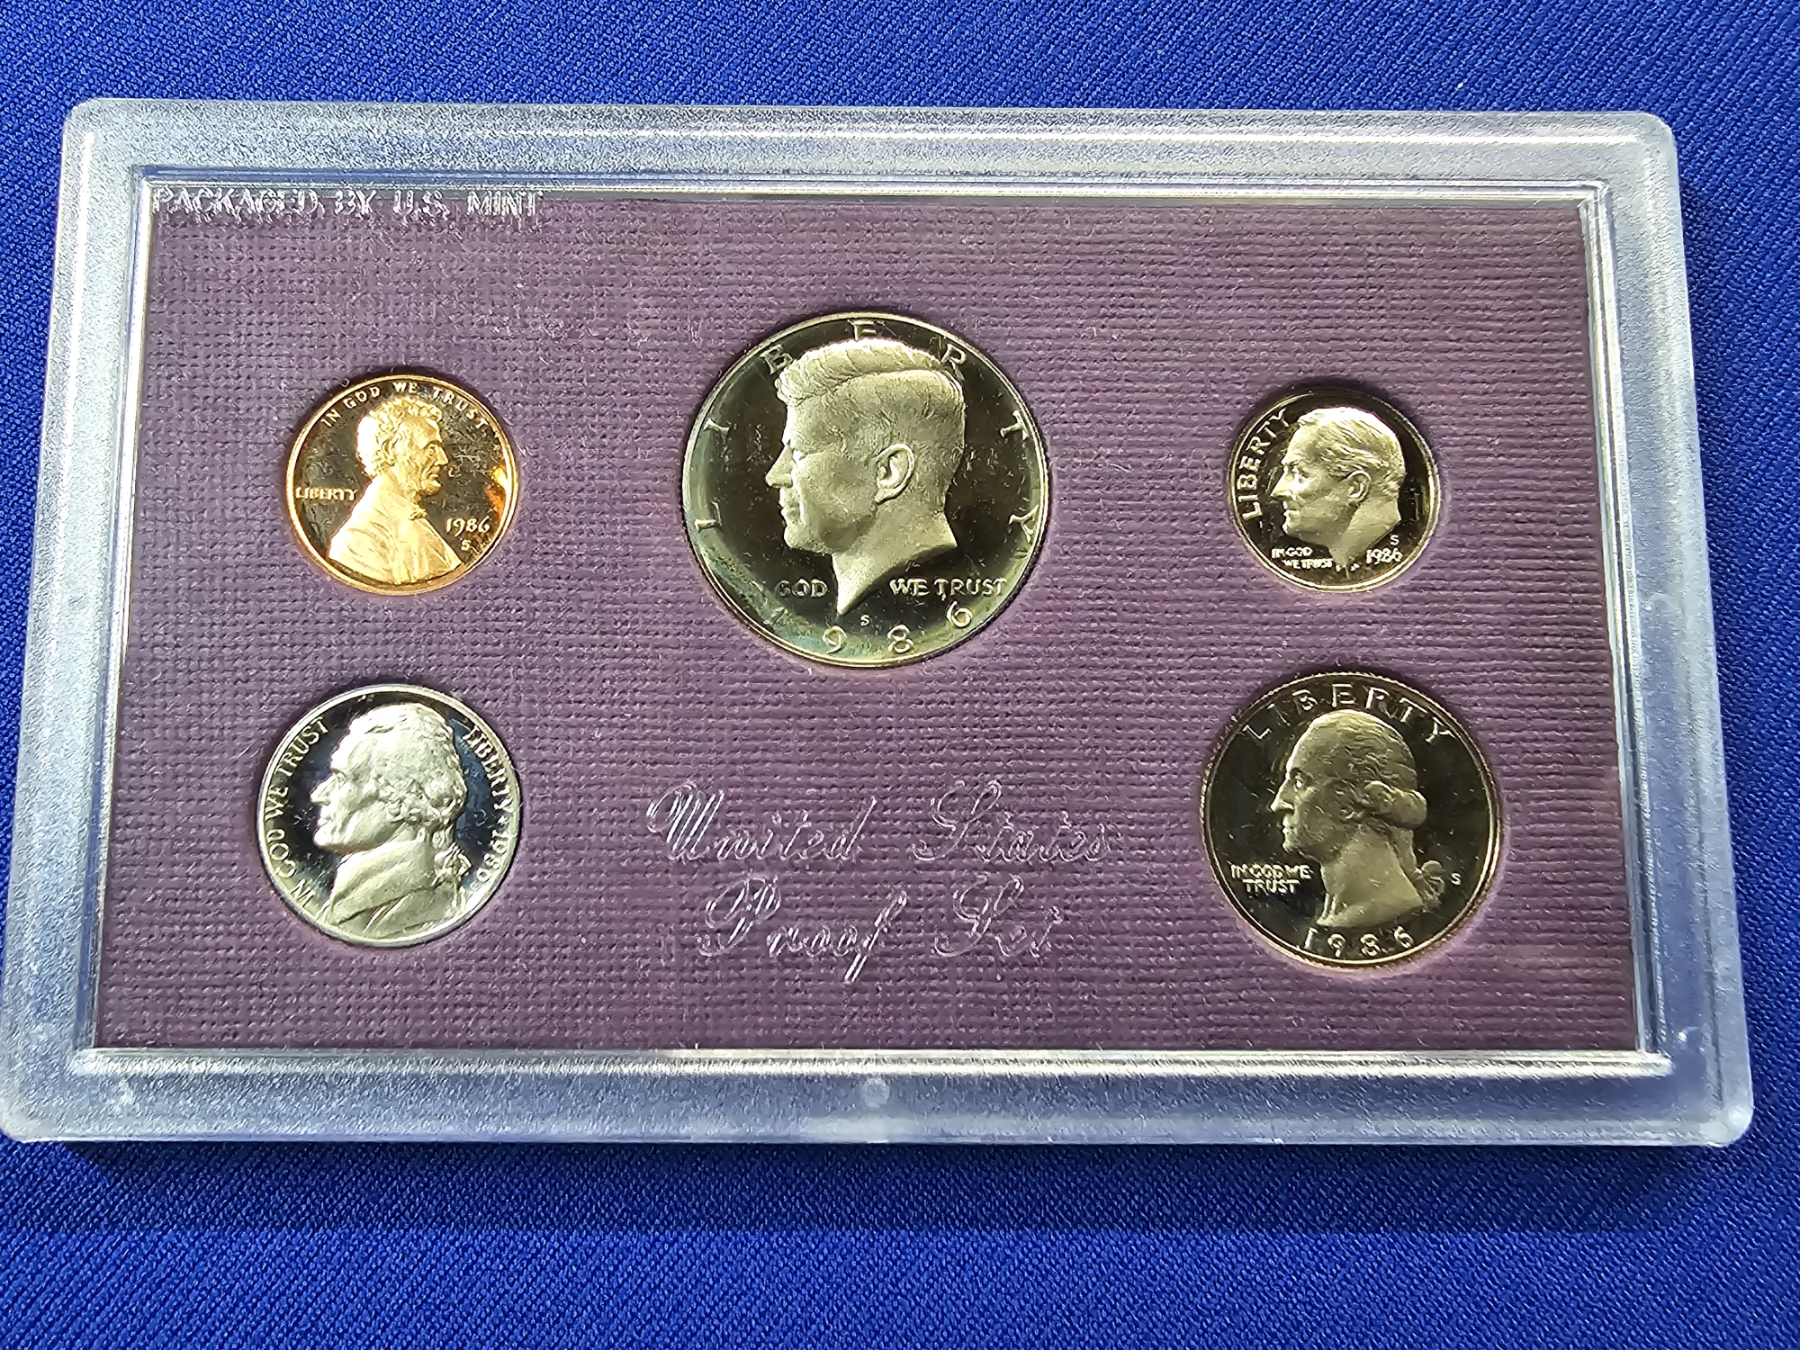 PACKAGED BY U.S. MINT
IN GOD WE TRUST
LIBERTY
1986
S
LIBERTY
GOD WE TRUST
S
1986
LIBERTY
S
IN GOD
WE TRUST
1986
IN GOD WE TRUST
LIBERTY · 1986
United States
Proof Set
LIBERTY
IN GOD WE
TRUST
S
1986